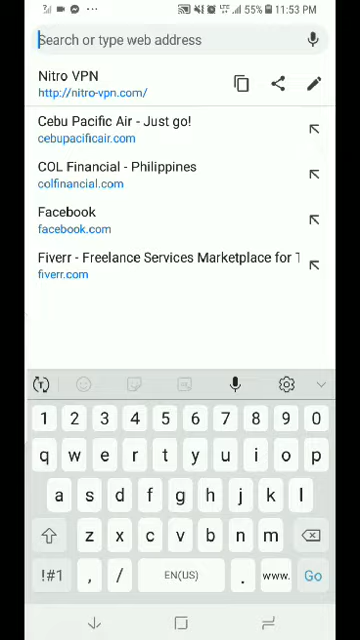 LTE 55% 11:53 PM
Search or type web address
Nitro VPN
http://nitro-vpn.com/
Cebu Pacific Air - Just go!
cebupacificair.com
COL Financial - Philippines
colfinancial.com
Facebook
facebook.com
Fiverr - Freelance Services Marketplace for T
fiverr.com
T
1 2 3 4 5 6 7 8 9 0
q w e r t y u i o p
a s d f g h j k l
z x c v b n m
!#1 , / EN(US) . www. Go